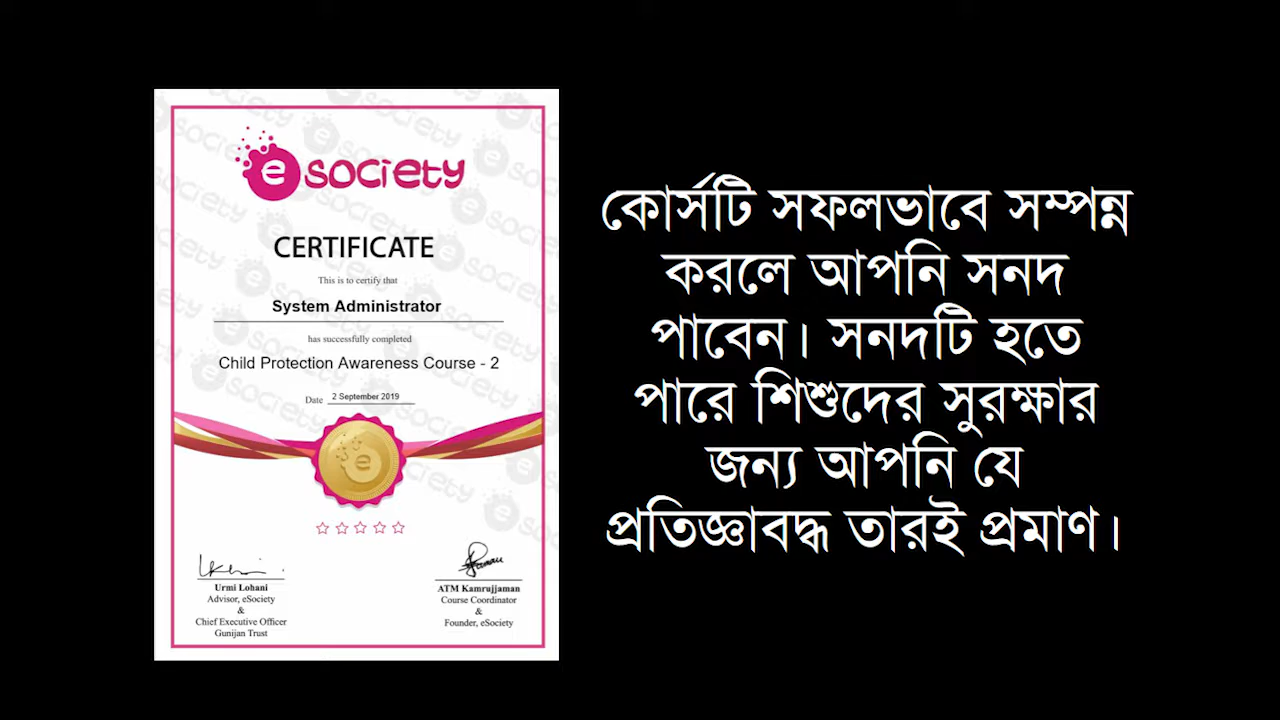 esociety
CERTIFICATE
This is to certify that
System Administrator
has successfully completed
Child Protection Awareness Course - 2
Date 2 September 2019
e
Urmi Lohani
Advisor, eSociety
&
Chief Executive Officer
Gunijan Trust
ATM Kamrujjaman
Course Coordinator
&
Founder, eSociety
কোর্সটি সফলভাবে সম্পন্ন
করলে আপনি সনদ
পাবেন। সনদটি হতে
পারে শিশুদের সুরক্ষার
জন্য আপনি যে
প্রতিজ্ঞাবদ্ধ তারই প্রমাণ।